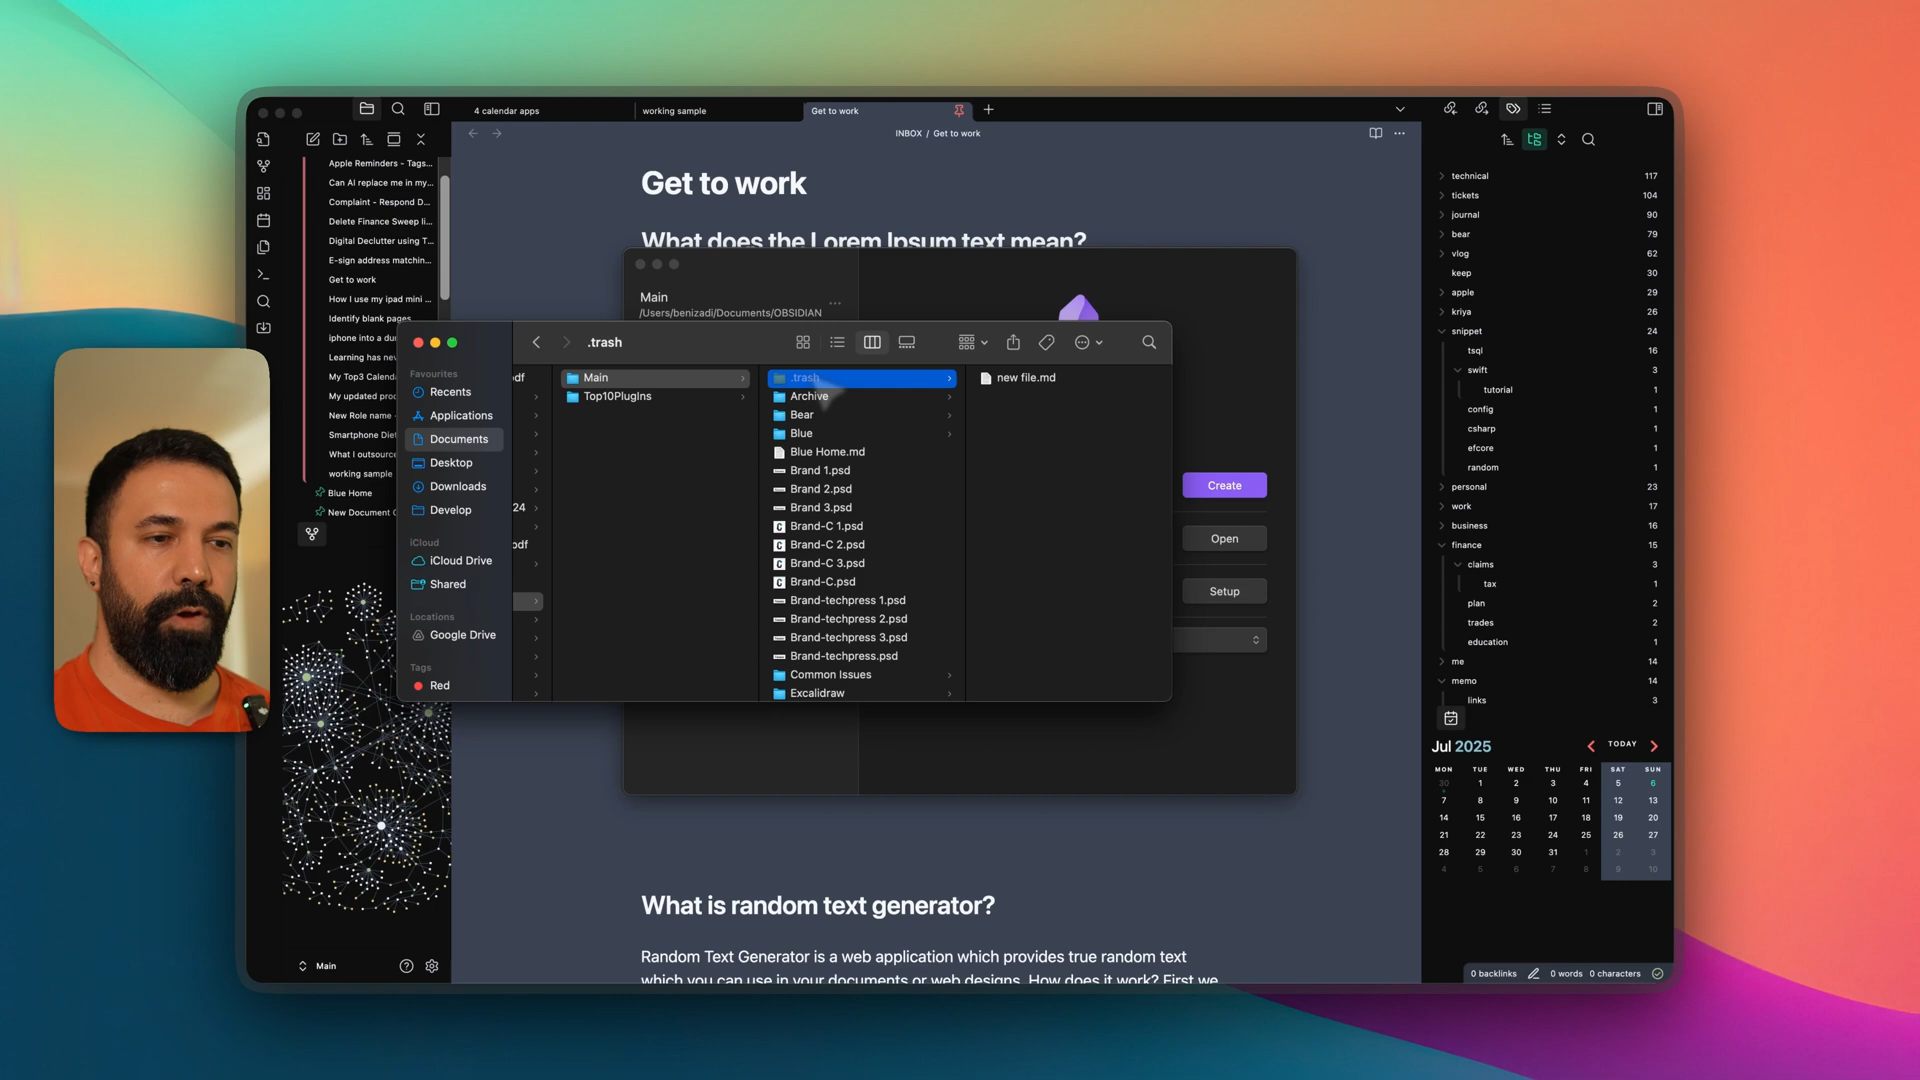 4 calendar apps
working sample
Get to work
INBOX / Get to work
Apple Reminders - Tags...
Can AI replace me in my...
Complaint - Respond D...
Delete Finance Sweep li...
Digital Declutter using T...
E-sign address matchin...
Get to work
How I use my ipad mini ...
Identify blank pages
iphone into a du
Learning has nev
My Top3 Calenda
My updated proc
New Role name -
Smartphone Diet
What I outsource
working sample
Blue Home
New Document C
Main
Get to work
What does the Lorem Ipsum text mean?
Main
/Users/benizadi/Documents/OBSIDIAN
Create
Open
Setup
.trash
Favourites
Recents
Applications
Documents
Desktop
Downloads
Develop
iCloud
iCloud Drive
Shared
Locations
Google Drive
Tags
Red
odf
24
odf
Main
Top10PlugIns
.trash
Archive
Bear
Blue
Blue Home.md
Brand 1.psd
Brand 2.psd
Brand 3.psd
Brand-C 1.psd
Brand-C 2.psd
Brand-C 3.psd
Brand-C.psd
Brand-techpress 1.psd
Brand-techpress 2.psd
Brand-techpress 3.psd
Brand-techpress.psd
Common Issues
Excalidraw
new file.md
What is random text generator?
Random Text Generator is a web application which provides true random text
which you can use in your documents or web designs. How does it work? First we
technical 117
tickets 104
journal 90
bear 79
vlog 62
keep 30
apple 29
kriya 26
snippet 24
tsql 16
swift 3
tutorial 1
config 1
csharp 1
efcore 1
random 1
personal 23
work 17
business 16
finance 15
claims 3
tax 1
plan 2
trades 2
education 1
me 14
memo 14
links 3
Jul 2025
TODAY
MON TUE WED THU FRI SAT SUN
30 1 2 3 4 5 6
7 8 9 10 11 12 13
14 15 16 17 18 19 20
21 22 23 24 25 26 27
28 29 30 31 1 2 3
4 5 6 7 8 9 10
0 backlinks 0 words 0 characters